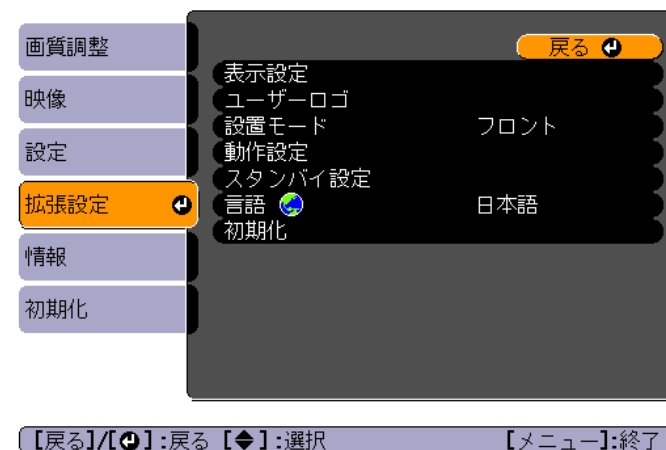 画質調整
映像
設定
拡張設定
情報
初期化
戻る
表示設定
ユーザーロゴ
設置モード フロント
動作設定
スタンバイ設定
言語 日本語
初期化
[戻る]/[ ]:戻る [ ]:選択 [メニュー]:終了